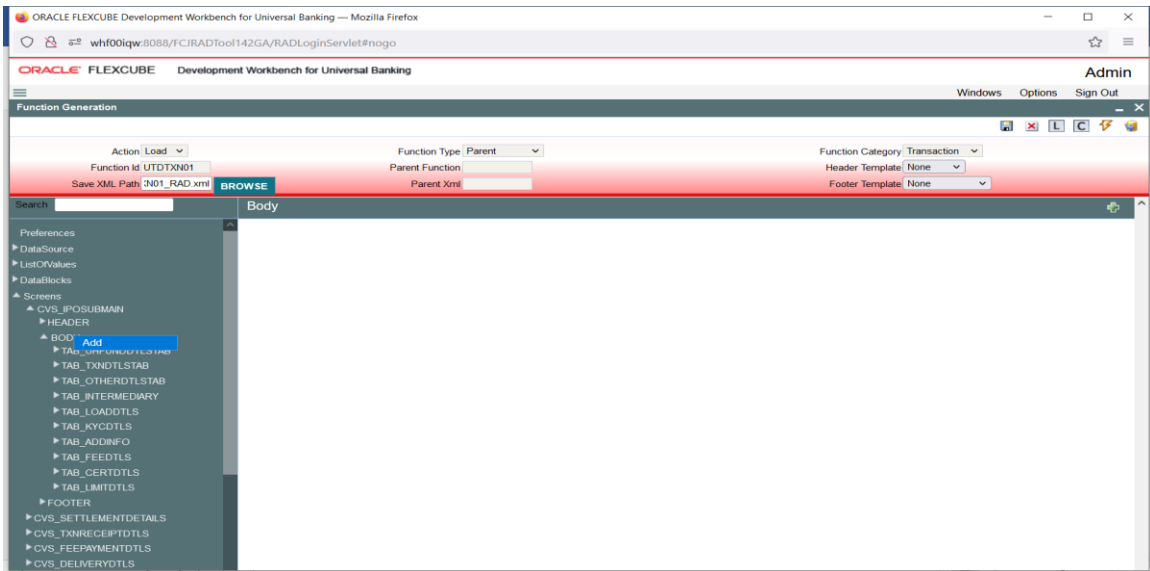 ORACLE FLEXCUBE Development Workbench for Universal Banking — Mozilla Firefox
whf00iqw:8088/FCJRADTool142GA/RADLoginServlet#nogo
ORACLE FLEXCUBE Development Workbench for Universal Banking Admin
Windows Options Sign Out
Function Generation
L C
Action Load Function Type Parent Function Category Transaction
Function Id UTDTXN01 Parent Function Header Template None
Save XML Path N01_RAD.xml BROWSE Parent Xml Footer Template None
Search Body
Preferences
DataSource
ListOfValues
DataBlocks
Screens
CVS_IPOSUBMAIN
HEADER
Add
TAB_TXNDTLSTAB
TAB_OTHERDTLSTAB
TAB_INTERMEDIARY
TAB_LOADDTLS
TAB_KYCDTLS
TAB_ADDINFO
TAB_FEEDTLS
TAB_CERTDTLS
TAB_LIMITDTLS
FOOTER
CVS_SETTLEMENTDETAILS
CVS_TXNRECEIPTDTLS
CVS_FEEPAYMENTDTLS
CVS_DELIVERYDTLS